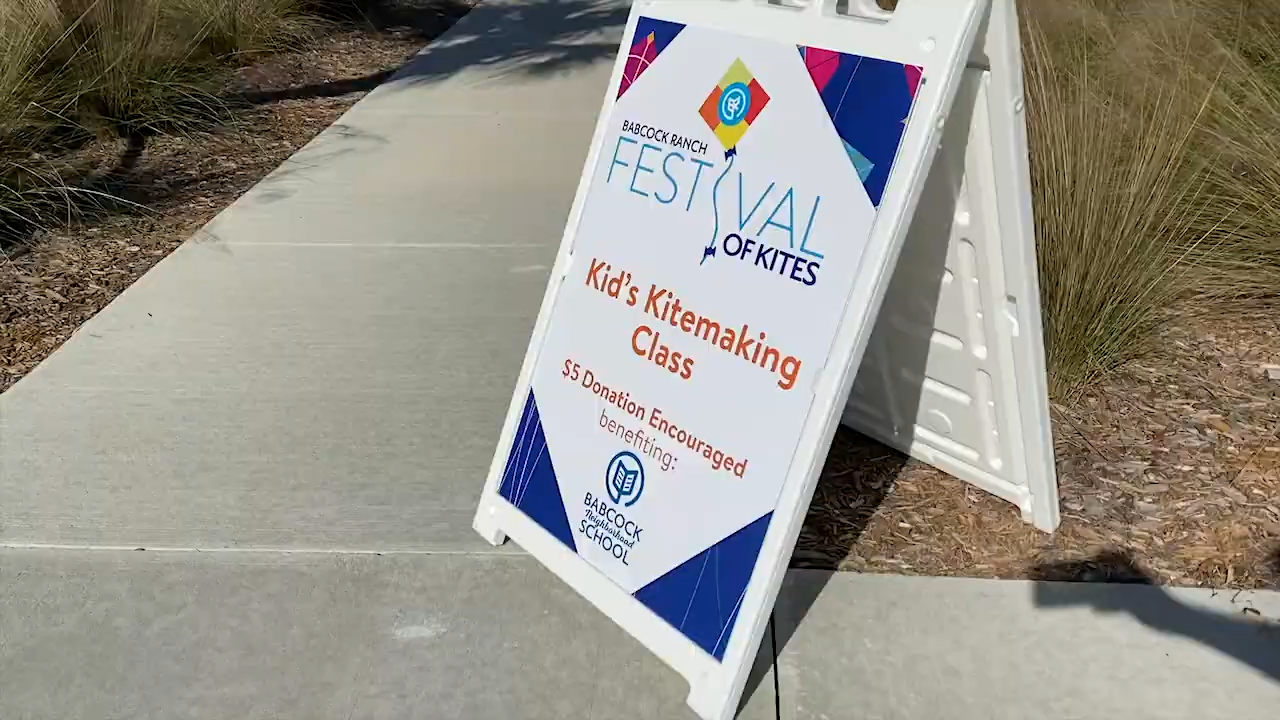 BABCOCK RANCH
FESTIVAL
OF KITES
Kid's Kitemaking
Class
$5 Donation Encouraged
benefiting:
BABCOCK
Neighborhood
SCHOOL